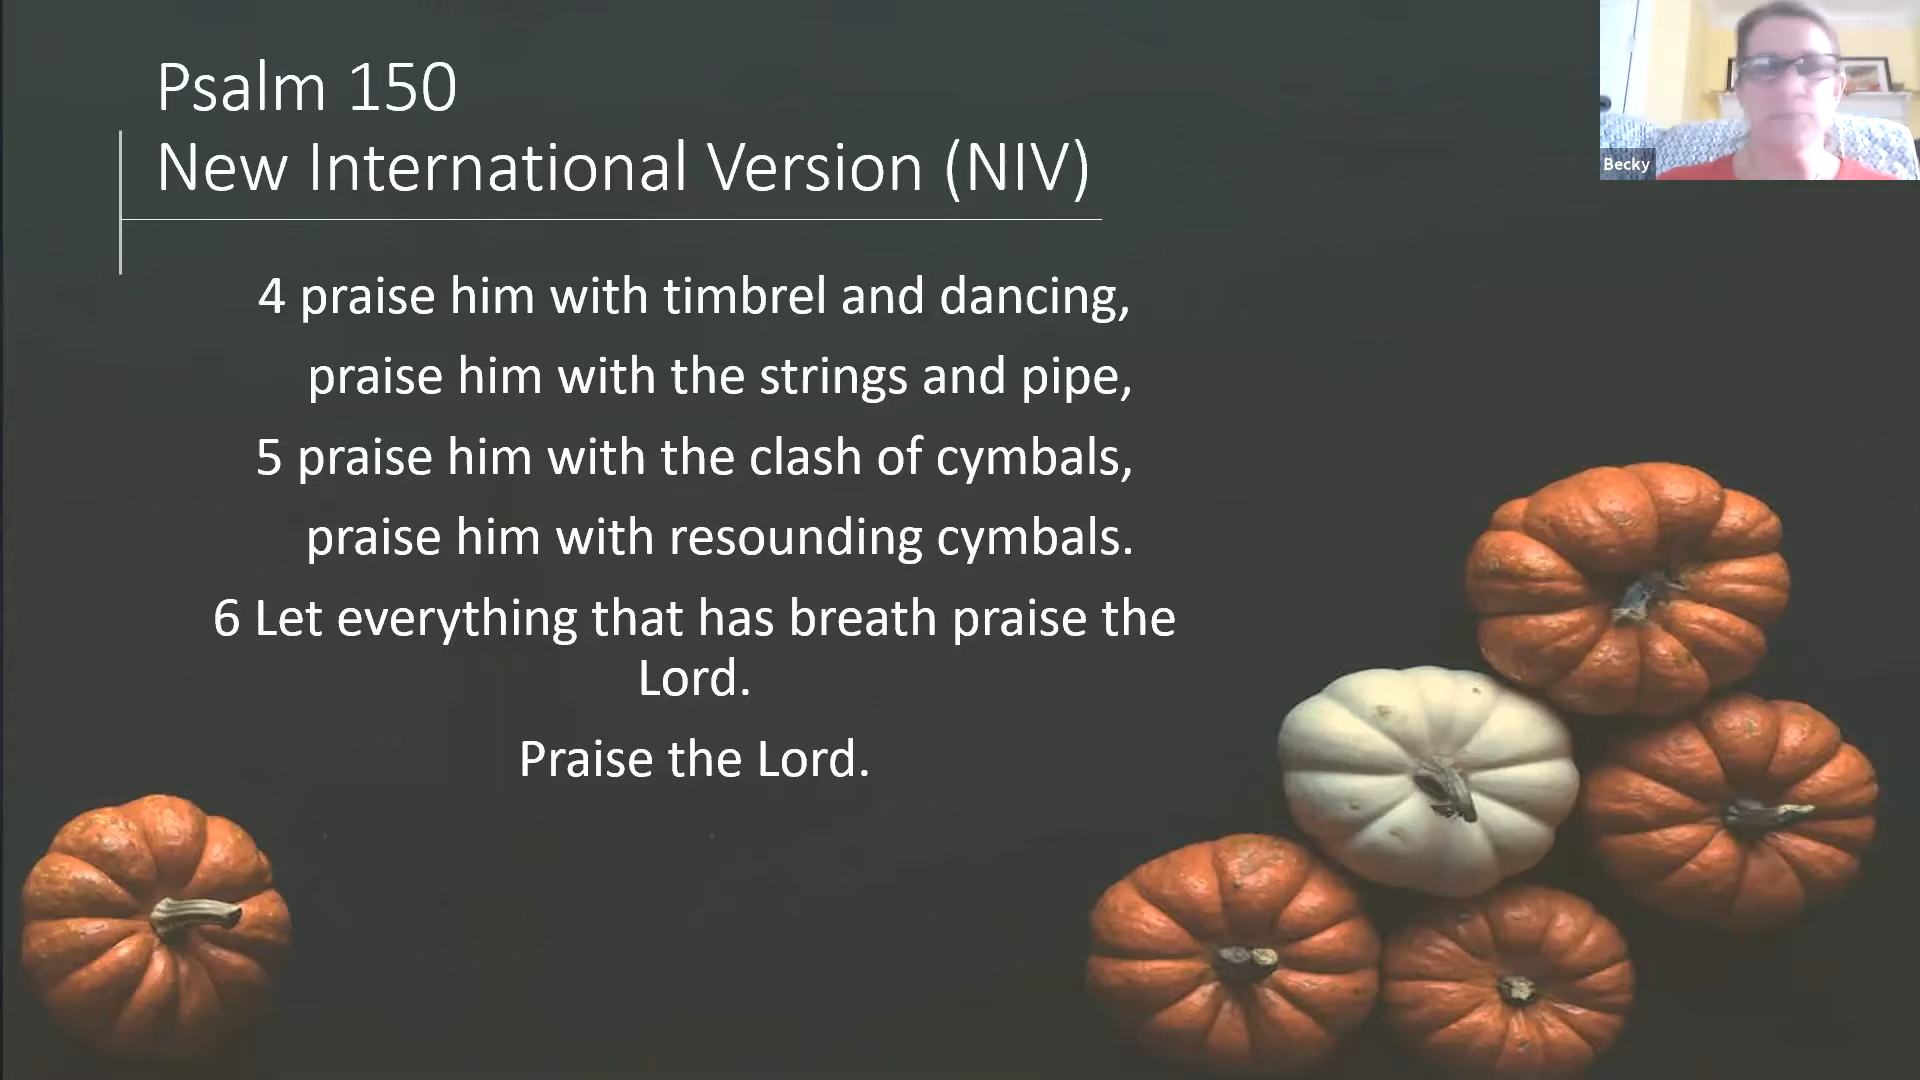 Psalm 150
New International Version (NIV)
Becky
4 praise him with timbrel and dancing,
praise him with the strings and pipe,
5 praise him with the clash of cymbals,
praise him with resounding cymbals.
6 Let everything that has breath praise the
Lord.
Praise the Lord.